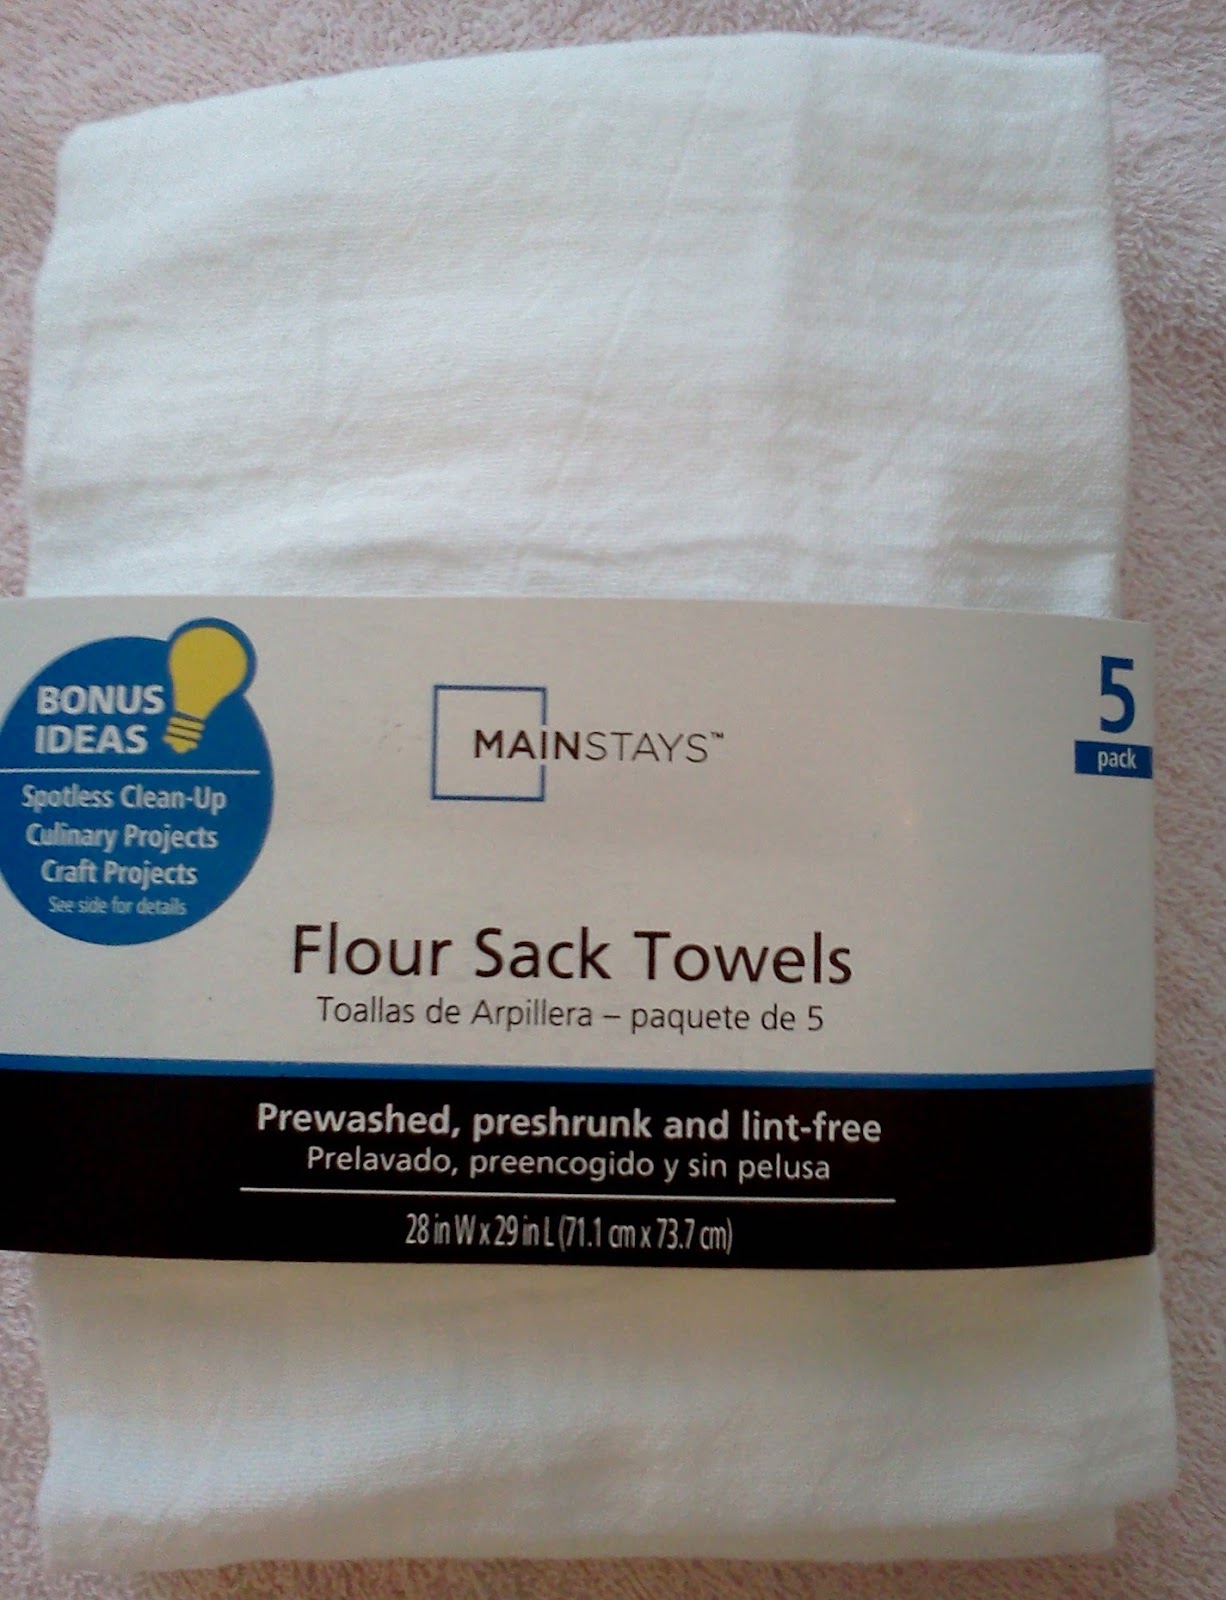 BONUS
IDEAS
Spotless Clean-Up
Culinary Projects
Craft Projects
See side for details
MAINSTAYS™
5
pack
Flour Sack Towels
Toallas de Arpillera – paquete de 5
Prewashed, preshrunk and lint-free
Prelavado, preencogido y sin pelusa
28 in W x 29 in L (71.1 cm x 73.7 cm)